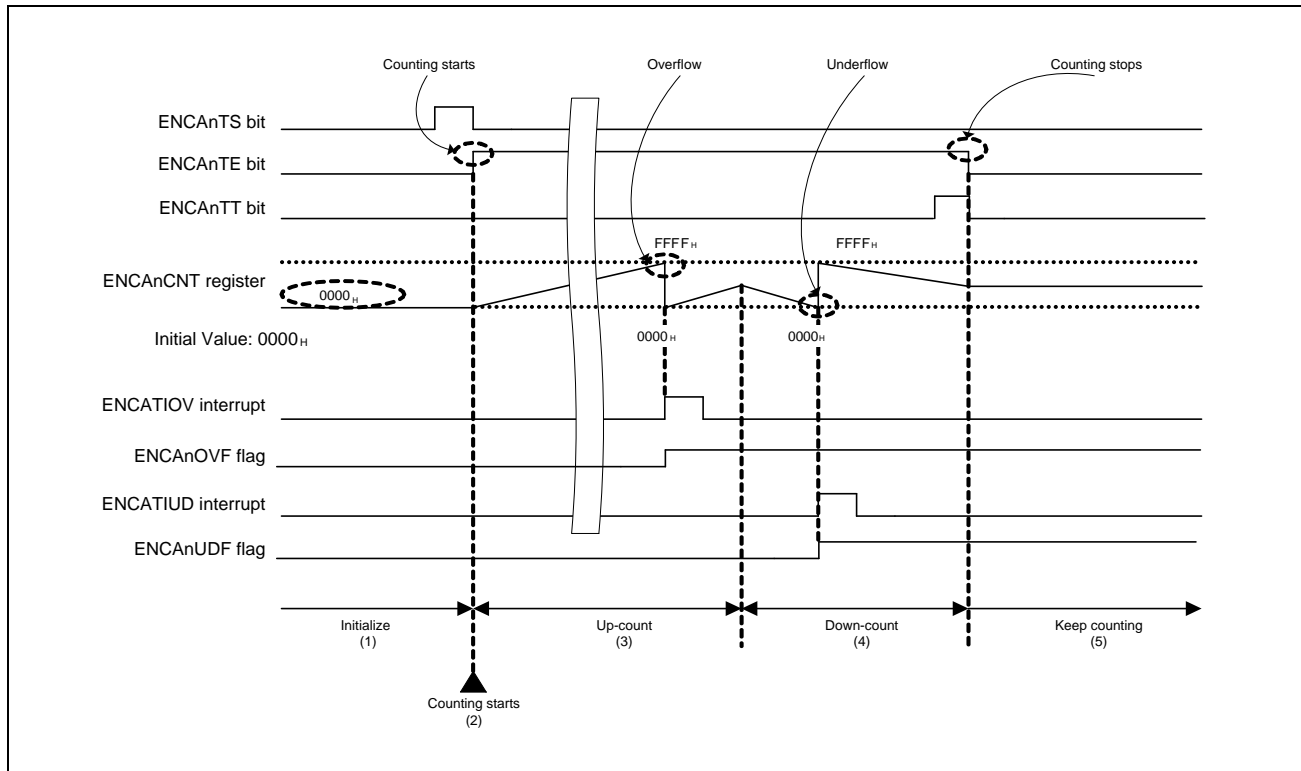 Counting starts
Overflow
Underflow
Counting stops
ENCAnTS bit
ENCAnTE bit
ENCAnTT bit
FFFFH
FFFFH
ENCAnCNT register
0000H
0000H
0000H
Initial Value: 0000H
ENCATIOV interrupt
ENCAnOVF flag
ENCATIUD interrupt
ENCAnUDF flag
Initialize
(1)
Up-count
(3)
Down-count
(4)
Keep counting
(5)
Counting starts
(2)